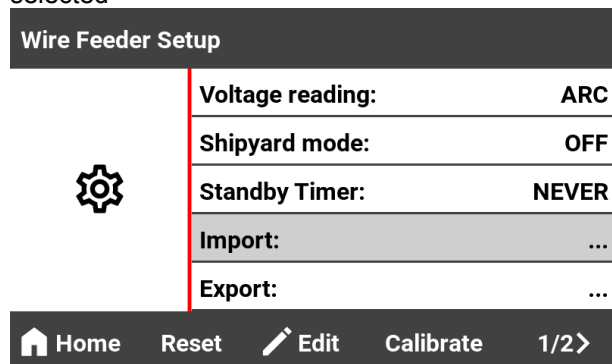 selected
Wire Feeder Setup
Voltage reading: ARC
Shipyard mode: OFF
Standby Timer: NEVER
Import: ...
Export: ...
Home Reset Edit Calibrate 1/2>